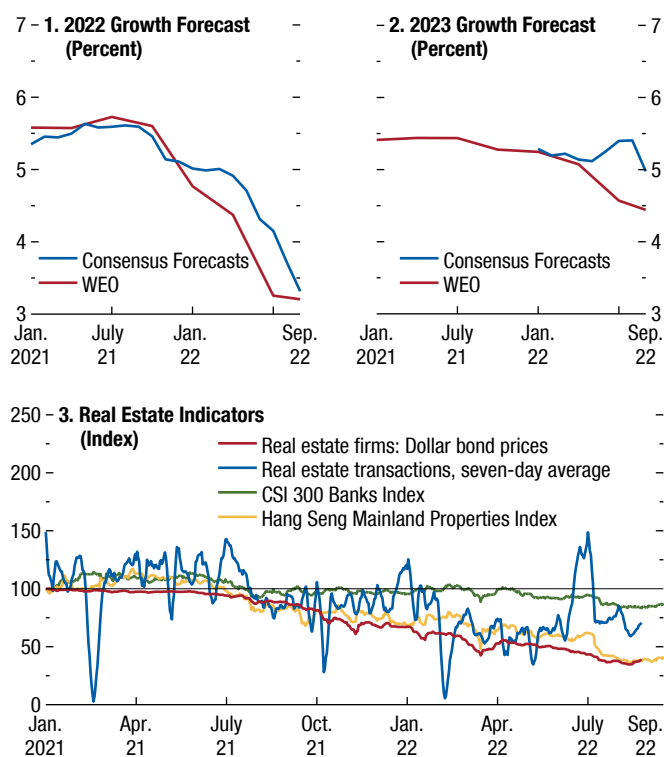 1. 2022 Growth Forecast
(Percent)
7
6
5
4
3
Consensus Forecasts
WEO
Jan.
2021
July
21
Jan.
22
Sep.
22
2. 2023 Growth Forecast
(Percent)
7
6
5
4
3
Consensus Forecasts
WEO
Jan.
2021
July
21
Jan.
22
Sep.
22
3. Real Estate Indicators
(Index)
250
200
150
100
50
0
Real estate firms: Dollar bond prices
Real estate transactions, seven-day average
CSI 300 Banks Index
Hang Seng Mainland Properties Index
Jan.
2021
Apr.
21
July
21
Oct.
21
Jan.
22
Apr.
22
July
22
Sep.
22